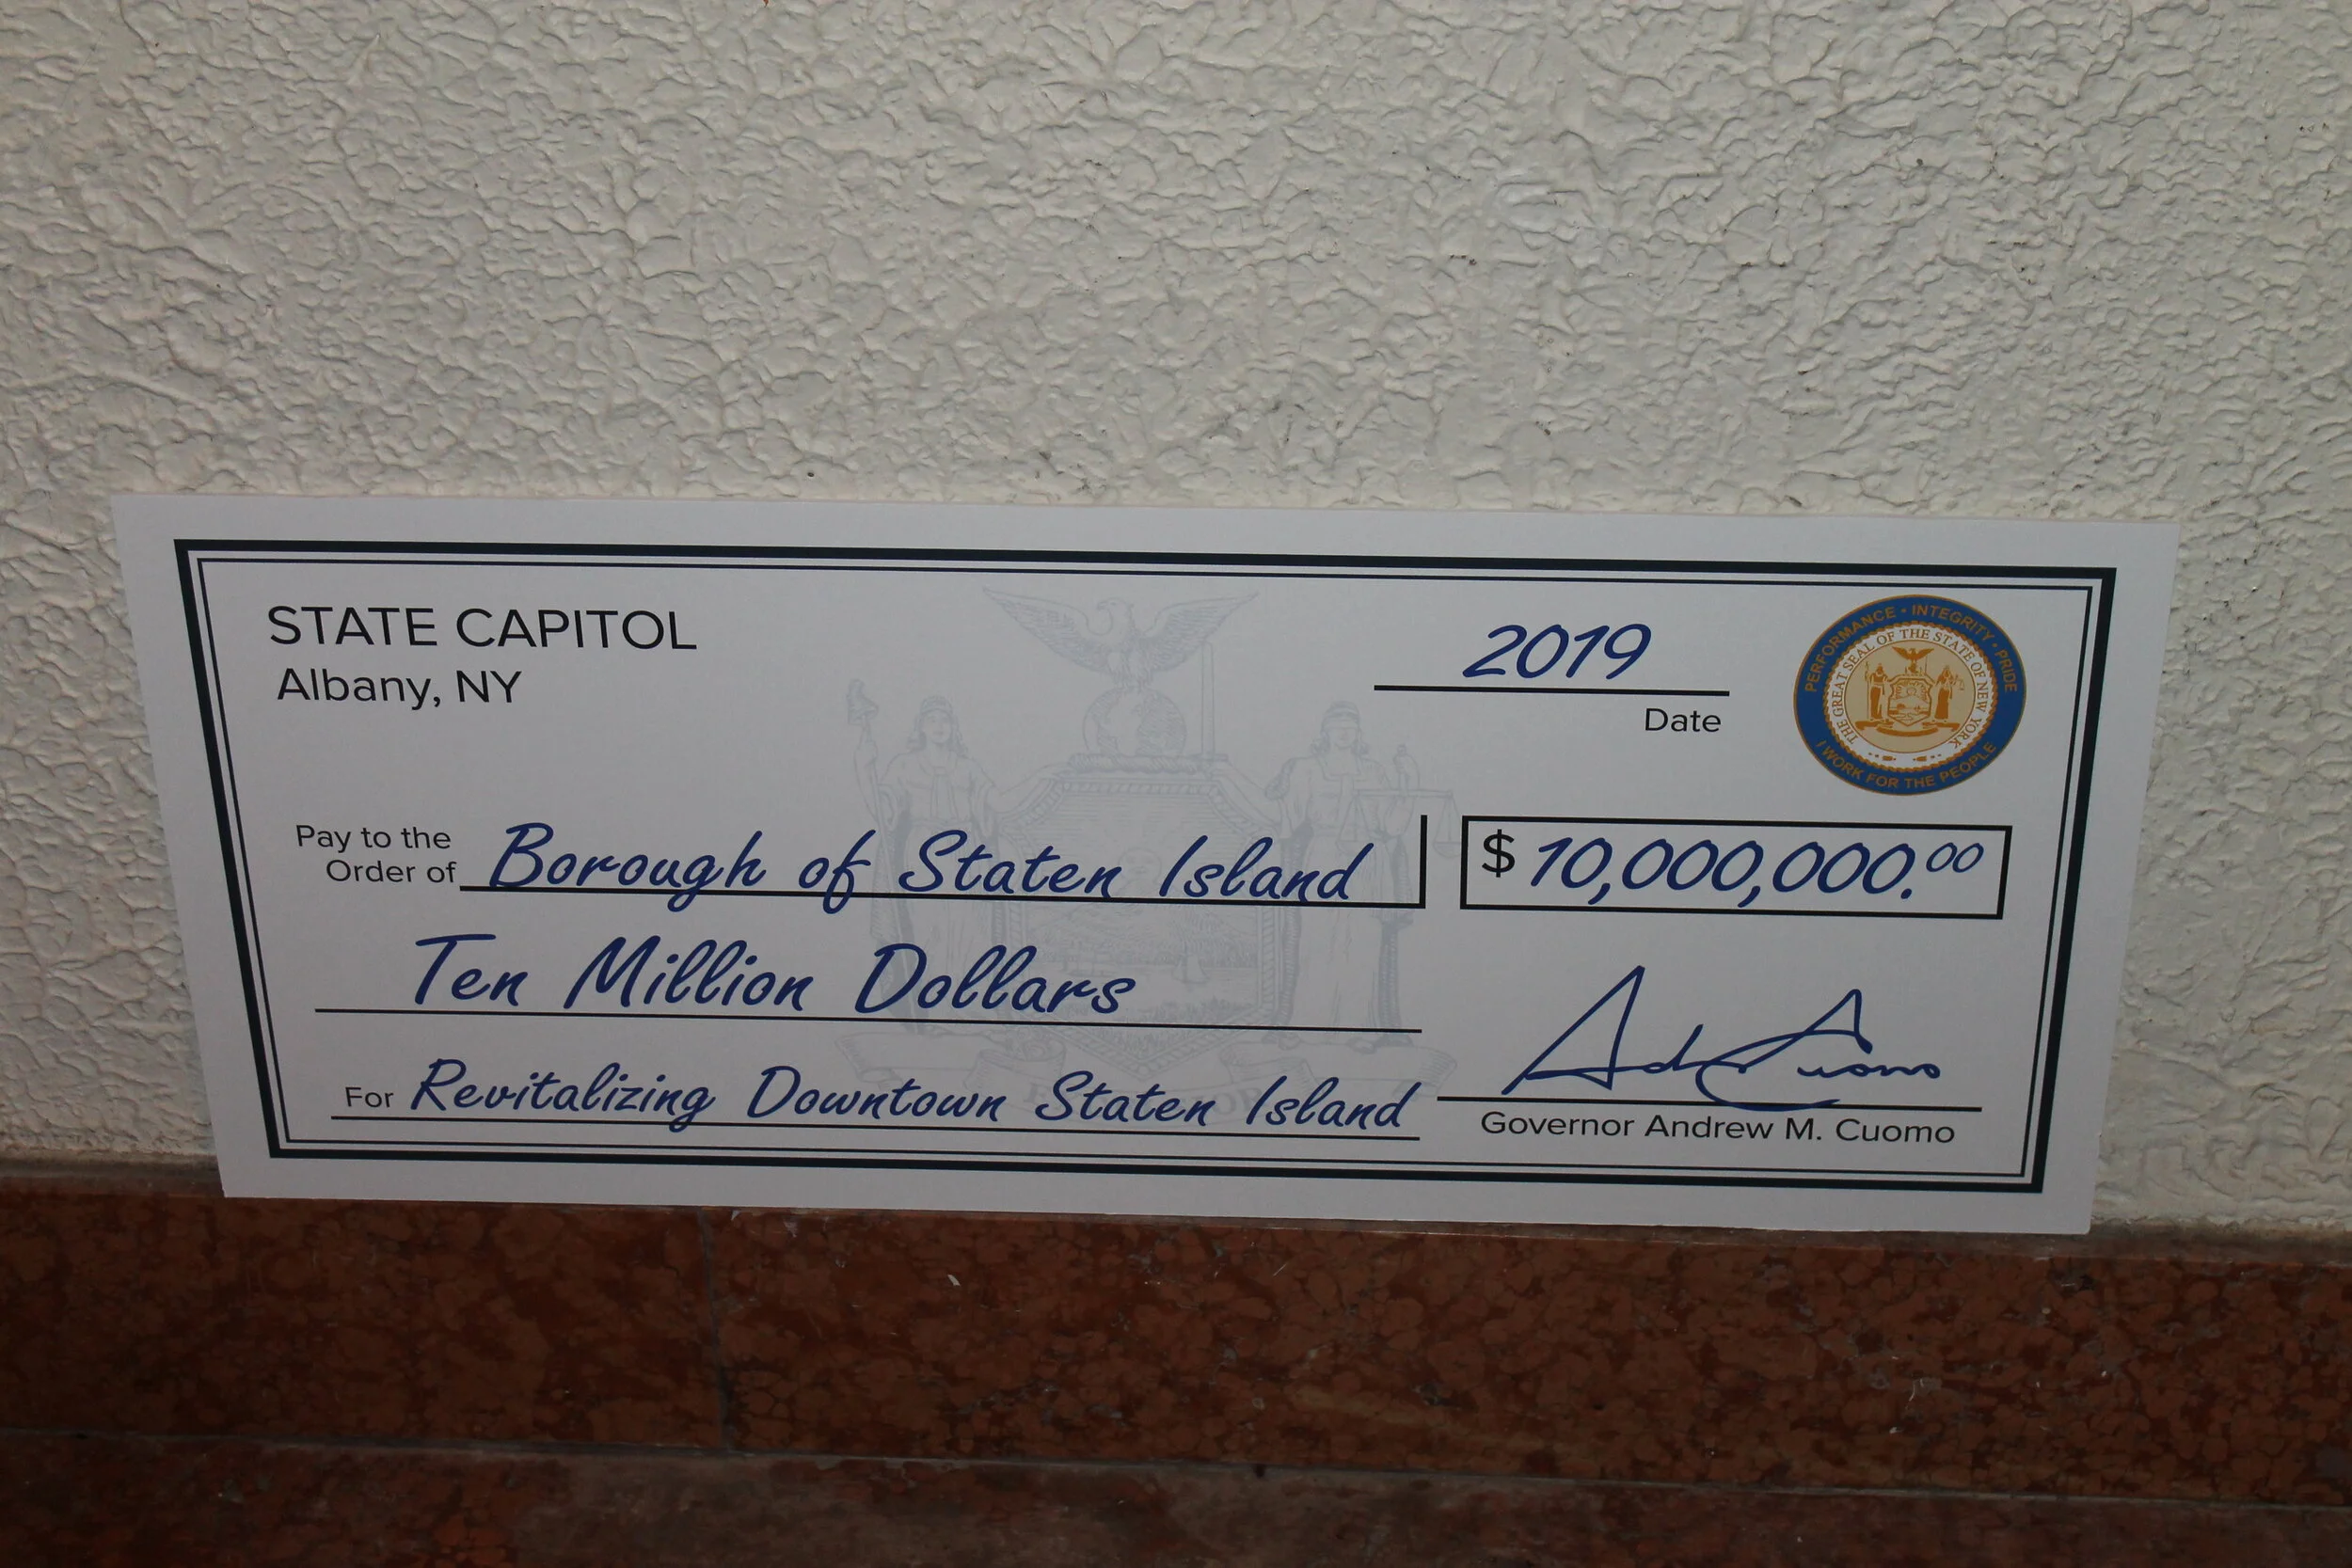 STATE CAPITOL
Albany, NY
2019
Date
PERFORMANCE • INTEGRITY • PRIDE
THE GREAT SEAL OF THE STATE OF NEW YORK
I WORK FOR THE PEOPLE
Pay to the
Order of Borough of Staten Island
$ 10,000,000.00
Ten Million Dollars
For Revitalizing Downtown Staten Island
Ad Cuomo
Governor Andrew M. Cuomo